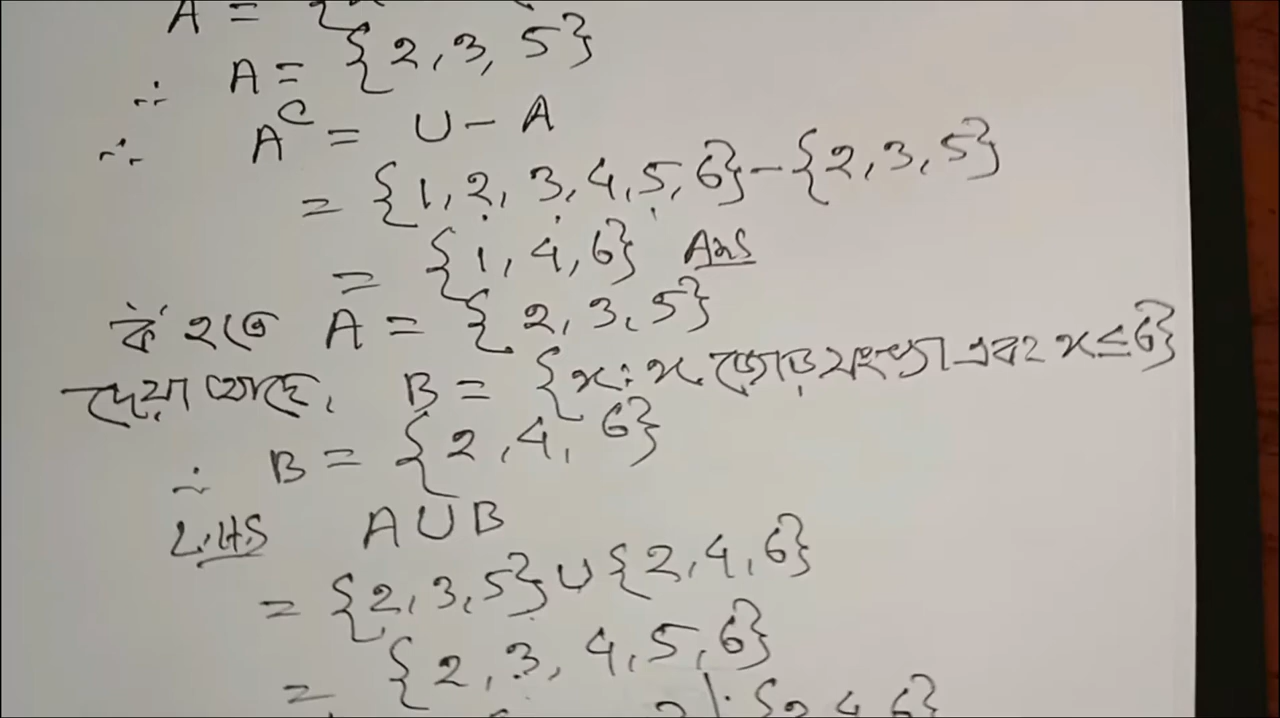 A = {
∴ A = {2, 3, 5}
∴ A^C = U - A
= {1, 2, 3, 4, 5, 6} - {2, 3, 5}
= {1, 4, 6} Ans
'ক' হতে A = {2, 3, 5}
দেয়া আছে, B = {x : x জোড় সংখ্যা এবং x ≤ 6}
∴ B = {2, 4, 6}
L.H.S A ∪ B
= {2, 3, 5} ∪ {2, 4, 6}
= {2, 3, 4, 5, 6}
{2 4 6}